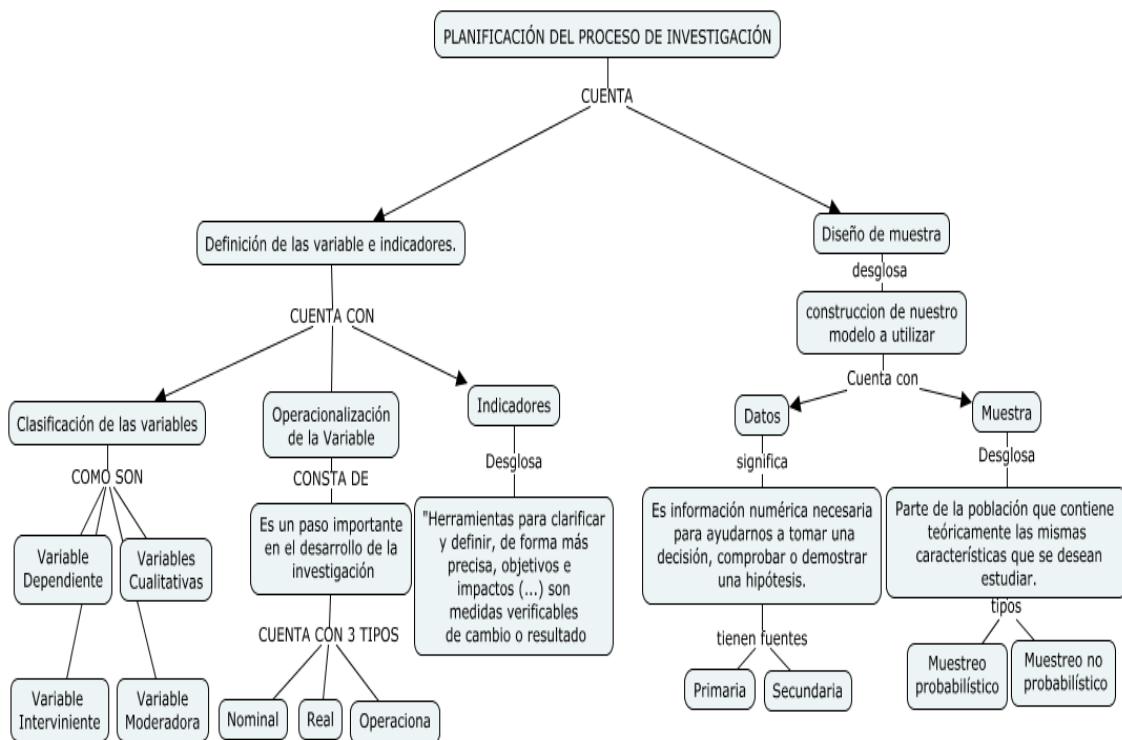 PLANIFICACIÓN DEL PROCESO DE INVESTIGACIÓN
CUENTA
Definición de las variable e indicadores.
CUENTA CON
Clasificación de las variables
COMO SON
Variable
Dependiente
Variables
Cualitativas
Variable
Interviniente
Variable
Moderadora
Operacionalización
de la Variable
CONSTA DE
Es un paso importante
en el desarrollo de la
investigación
CUENTA CON 3 TIPOS
Nominal
Real
Operaciona
Indicadores
Desglosa
"Herramientas para clarificar
y definir, de forma más
precisa, objetivos e
impactos (...) son
medidas verificables
de cambio o resultado
Diseño de muestra
desglosa
construccion de nuestro
modelo a utilizar
Cuenta con
Datos
significa
Es información numérica necesaria
para ayudarnos a tomar una
decisión, comprobar o demostrar
una hipótesis.
tienen fuentes
Primaria
Secundaria
Muestra
Desglosa
Parte de la población que contiene
teóricamente las mismas
características que se desean
estudiar.
tipos
Muestreo
probabilístico
Muestreo no
probabilístico